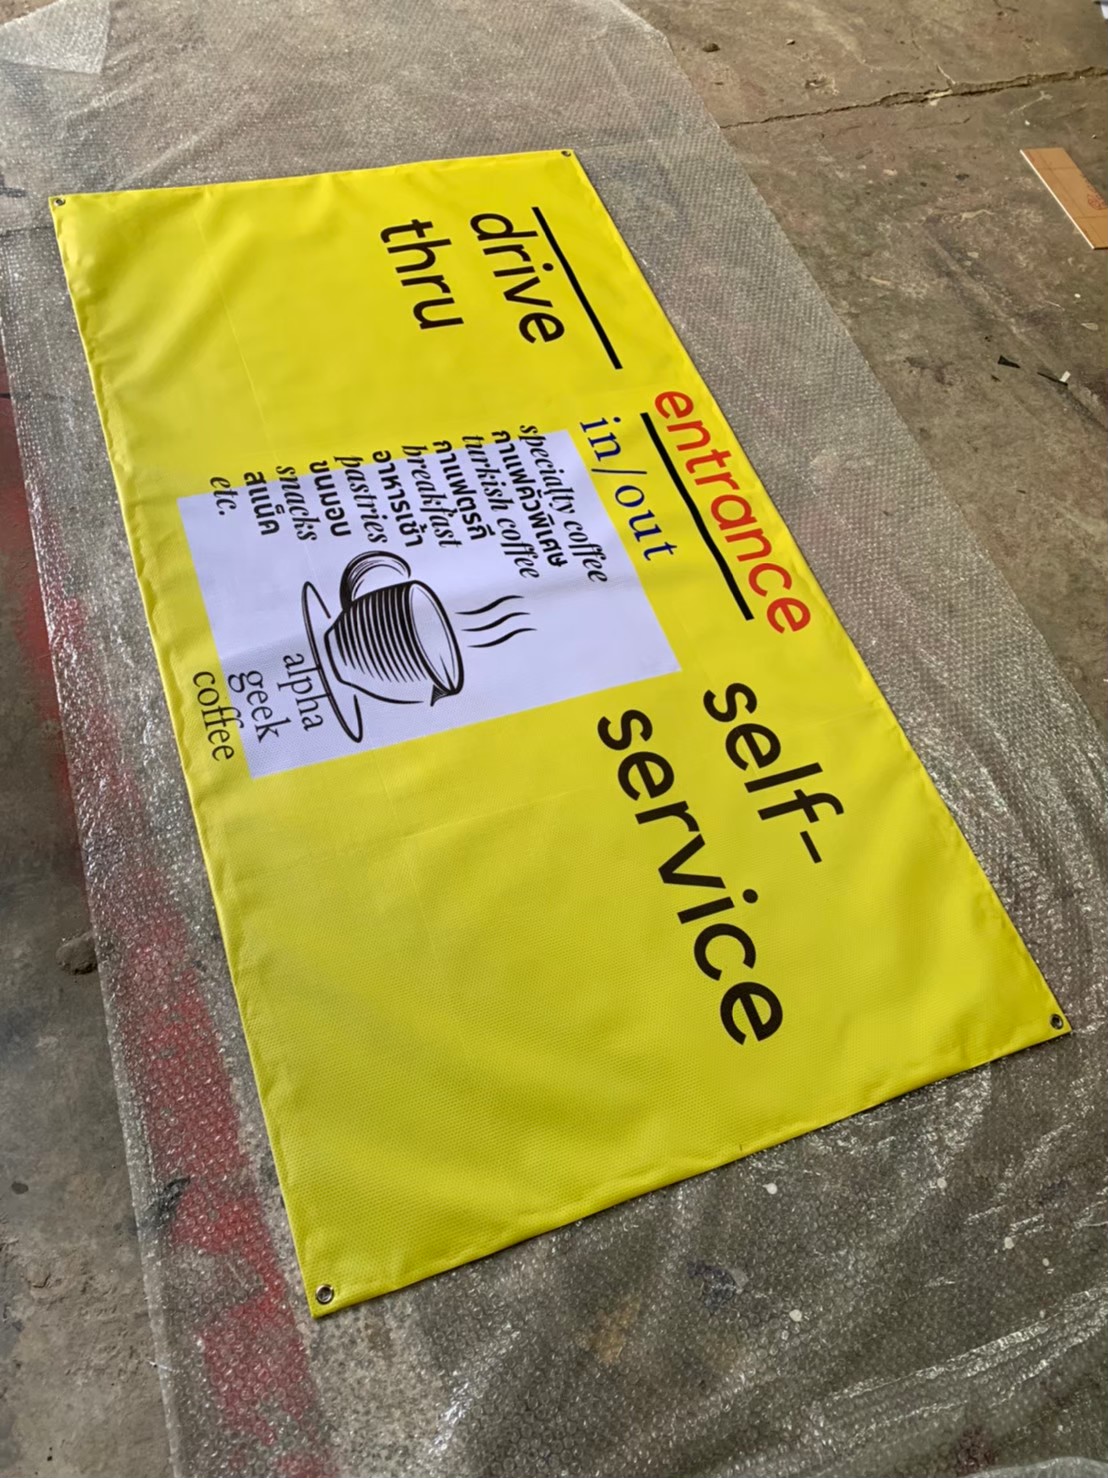 drive
thru
entrance
in/out
specialty coffee
กาแฟคั่วพิเศษ
turkish coffee
กาแฟตรกี
breakfast
อาหารเช้า
pastries
ขนมอบ
snacks
สแน็ค
etc.
alpha
geek
coffee
self-
service